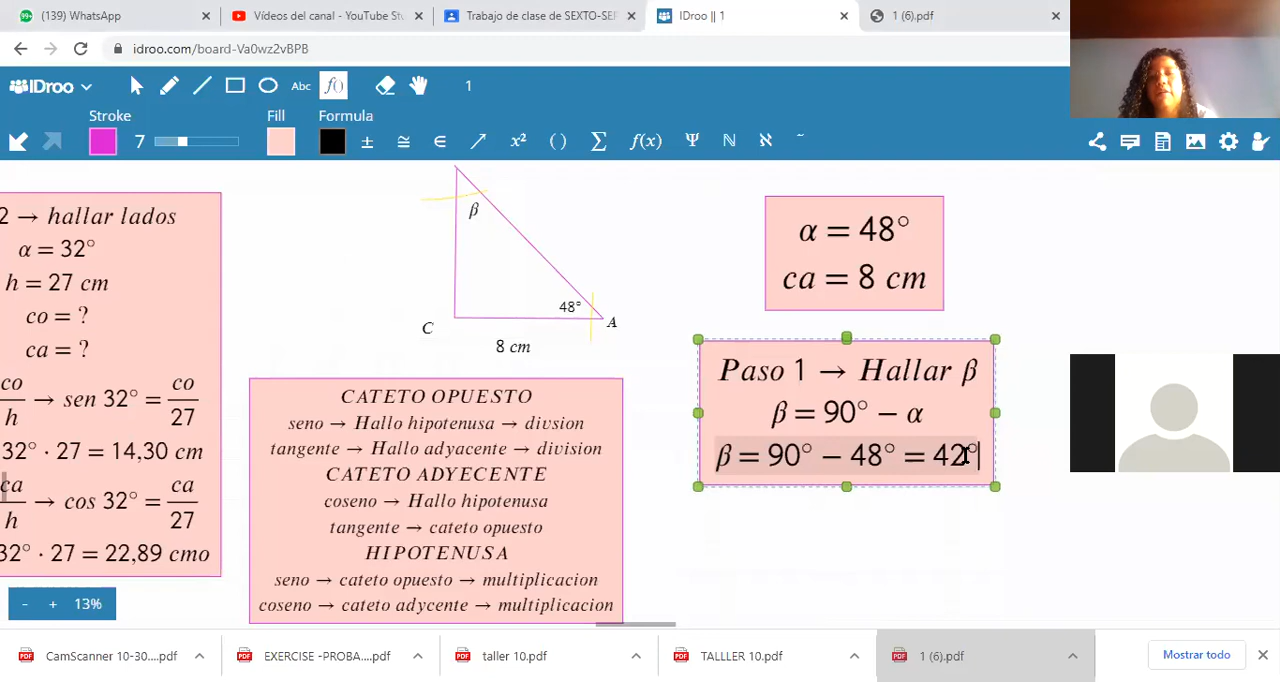 (139) WhatsApp
Vídeos del canal - YouTube Stu
Trabajo de clase de SEXTO-SEP
IDroo || 1
1 (6).pdf
idroo.com/board-Va0wz2vBPB
IDroo
Abc
f()
1
Stroke
Fill
Formula
7
± ≅ ∈ x² ( ) ∑ f(x) Ψ ℕ ℵ ~
2 → hallar lados
α = 32°
h = 27 cm
co = ?
ca = ?
co/h → sen 32° = co/27
32° · 27 = 14,30 cm
ca/h → cos 32° = ca/27
32° · 27 = 22,89 cmo
β
48°
C
A
8 cm
CATETO OPUESTO
seno → Hallo hipotenusa → divsion
tangente → Hallo adyacente → division
CATETO ADYECENTE
coseno → Hallo hipotenusa
tangente → cateto opuesto
HIPOTENUSA
seno → cateto opuesto → multiplicacion
coseno → cateto adycente → multiplicacion
α = 48°
ca = 8 cm
Paso 1 → Hallar β
β = 90° − α
β = 90° − 48° = 42°
- + 13%
CamScanner 10-30....pdf
EXERCISE -PROBA....pdf
taller 10.pdf
TALLLER 10.pdf
1 (6).pdf
Mostrar todo